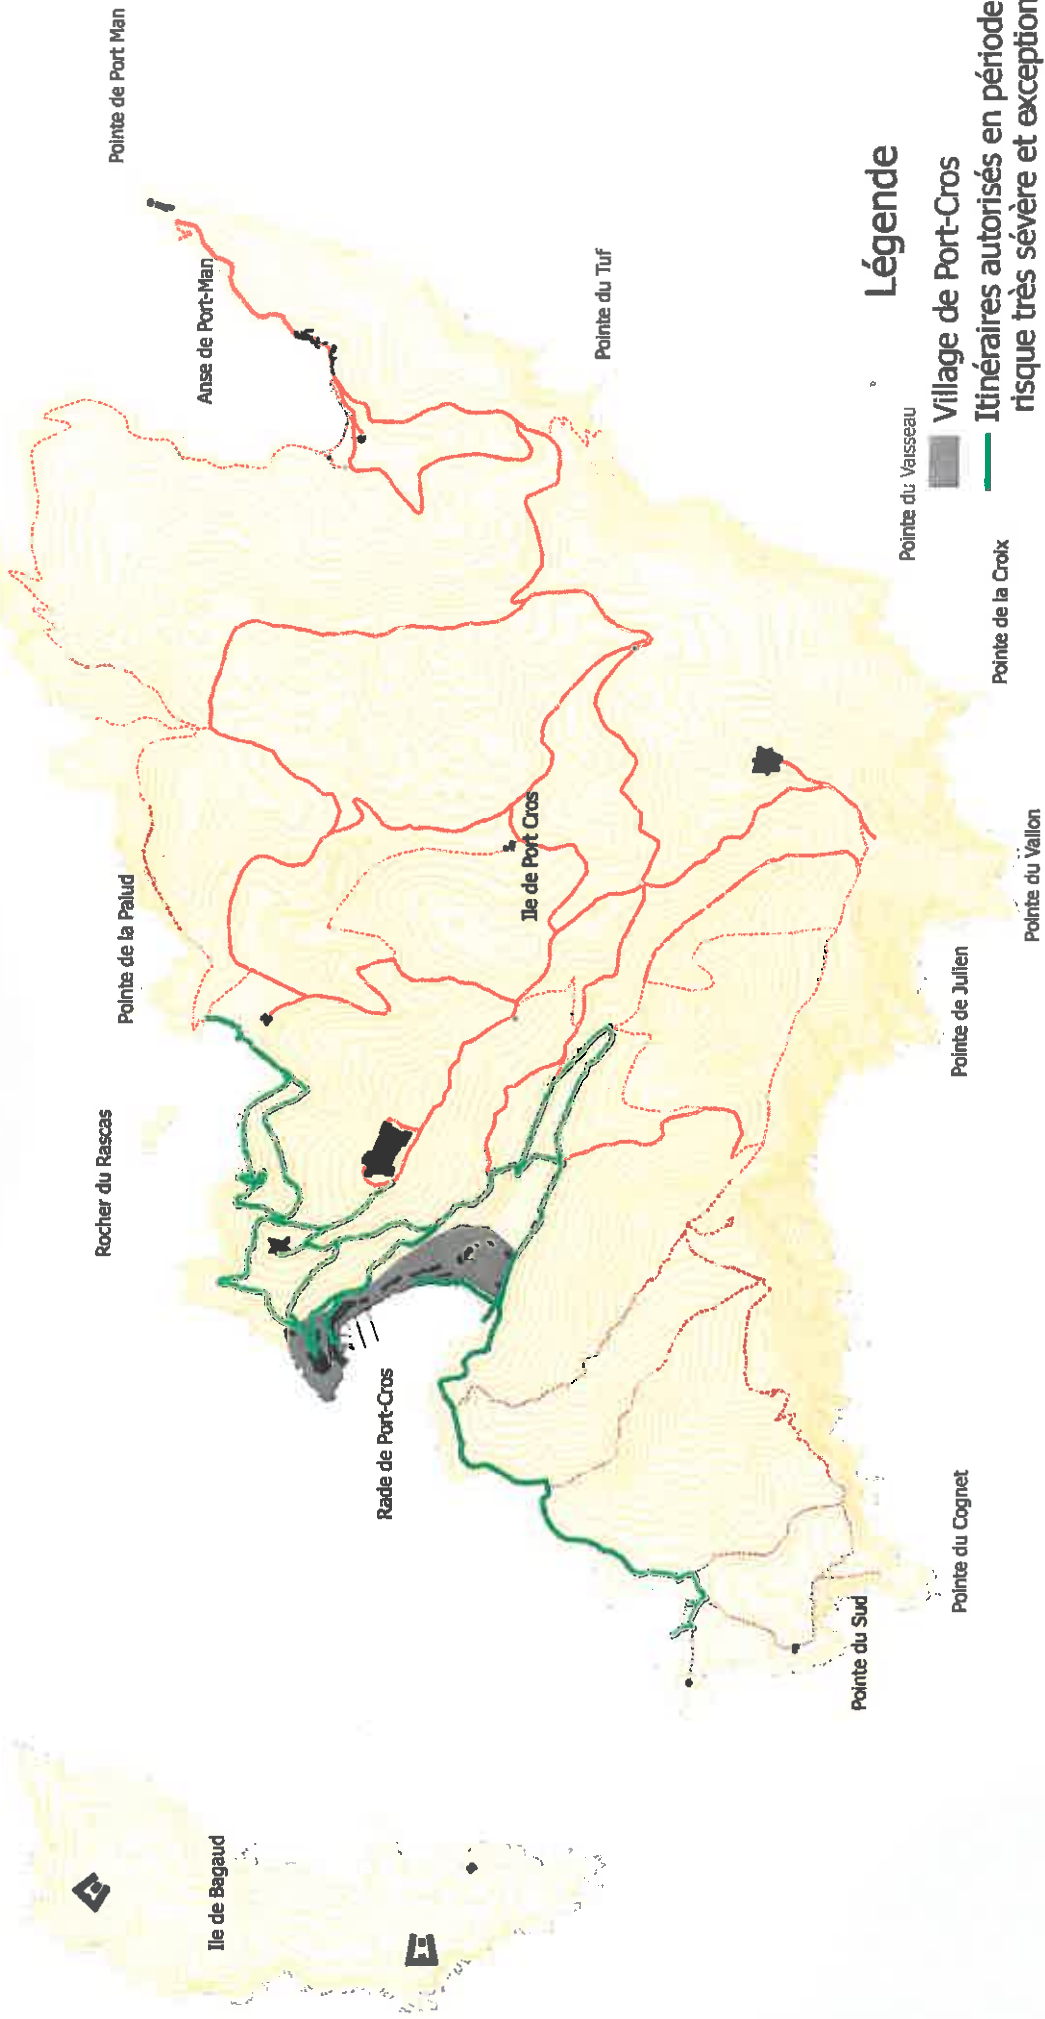 Pointe de Port Man
Anse de Port-Man
Pointe du Tuf
Pointe du Vaisseau
Pointe de la Croix
Pointe de la Palud
Ile de Port Cros
Pointe du Vallon
Pointe de Julien
Rocher du Rascas
Rade de Port-Cros
Pointe du Cognet
Pointe du Sud
Ile de Bagaud
Légende
Village de Port-Cros
Itinéraires autorisés en période
risque très sévère et exception